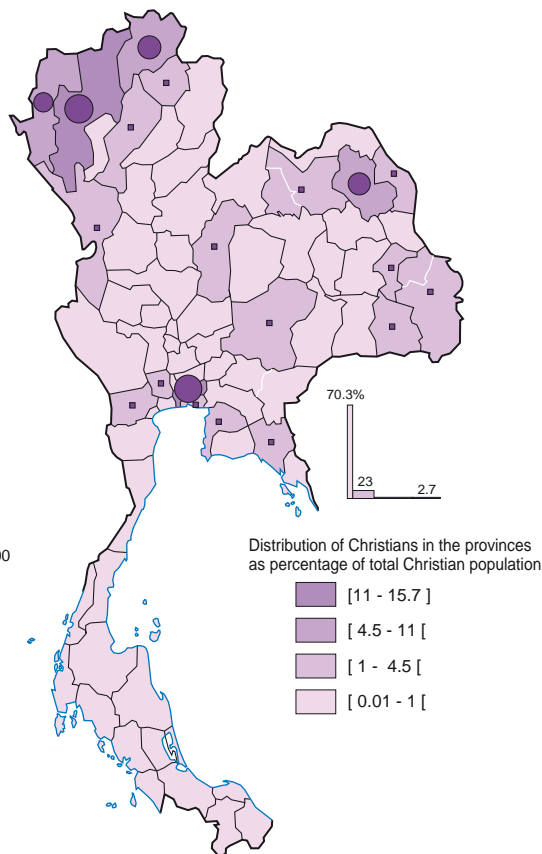 70.3%
23
2.7
00
Distribution of Christians in the provinces
as percentage of total Christian population
[11 - 15.7 ]
[ 4.5 - 11 [
[ 1 - 4.5 [
[ 0.01 - 1 [